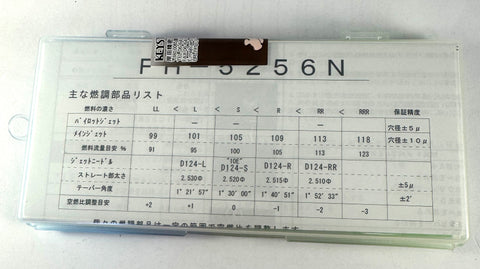 KEYS
FH-5256N
主な燃調部品リスト
燃料の濃さ LL < L < S < R < RR < RRR 保証精度
パイロットジェット — — — 穴径±5μ
メインジェット 99 101 105 109 113 118 穴径±10μ
燃料流量目安 % 91 95 100 105 113 123
ジェットニードル D124-L "10E" D124-S D124-R D124-RR
ストレート部太さ 2.530Φ 2.520Φ 2.515Φ 2.510Φ ±5μ
テーパー角度 1° 21′ 57″ 1° 30′ 00″ 1° 41′ 51″ 1° 52′ 33″ ±2′
空燃比調整目安 +2 +1 0 -1 -2 -3